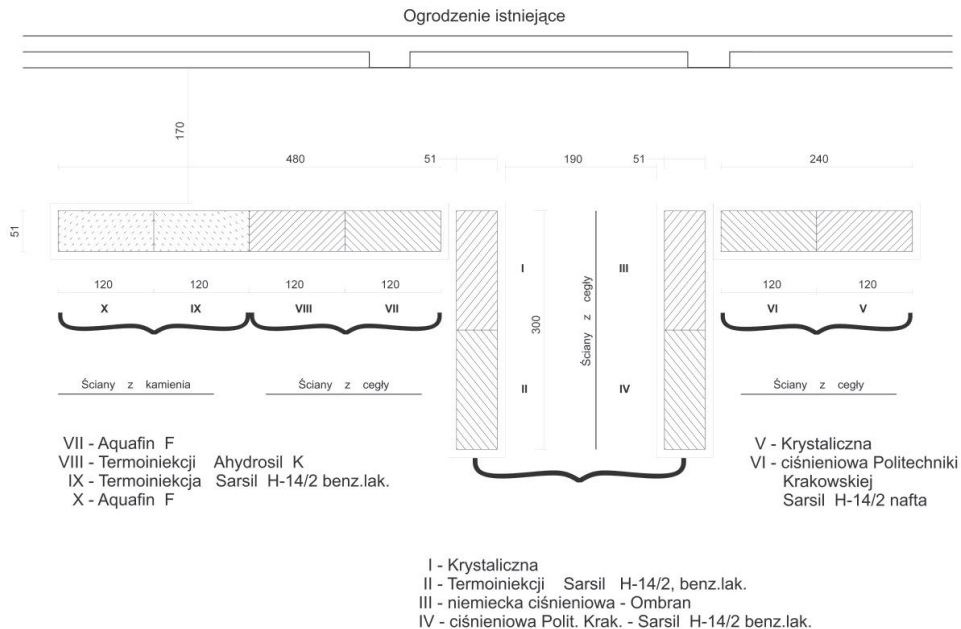 Ogrodzenie istniejące
170
480 51 190 51 240
51
I III
Ściany z cegły
300
120 120 120 120 120 120
X IX VIII VII VI V
Ściany z kamienia Ściany z cegły II IV Ściany z cegły
VII - Aquafin F
VIII - Termoiniekcji Ahydrosil K
IX - Termoiniekcja Sarsil H-14/2 benz.lak.
X - Aquafin F
V - Krystaliczna
VI - ciśnieniowa Politechniki
Krakowskiej
Sarsil H-14/2 nafta
I - Krystaliczna
II - Termoiniekcji Sarsil H-14/2, benz.lak.
III - niemiecka ciśnieniowa - Ombran
IV - ciśnieniowa Polit. Krak. - Sarsil H-14/2 benz.lak.